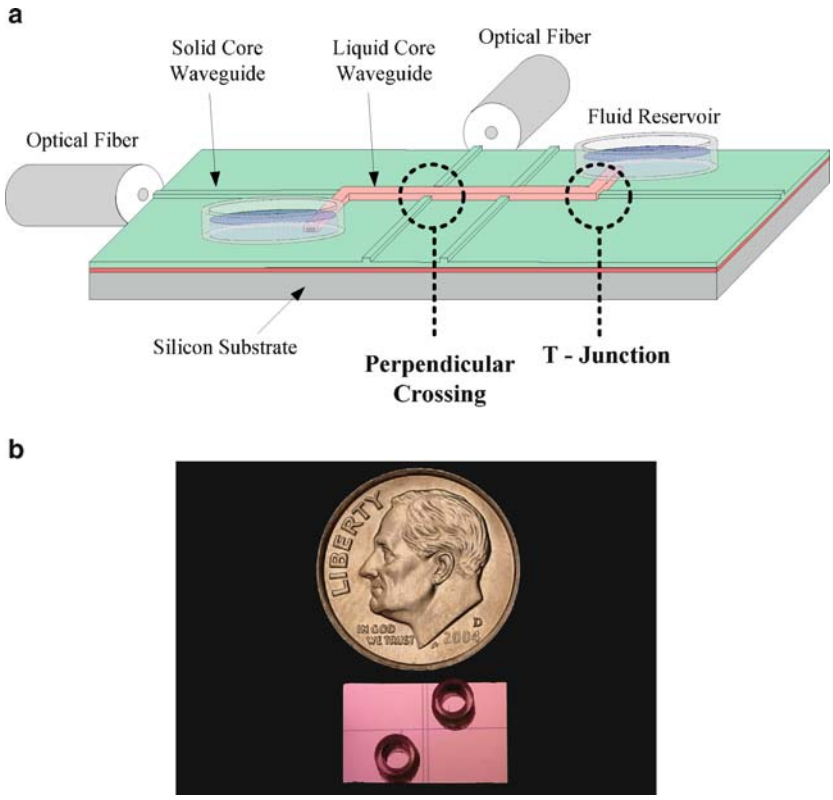 a
Solid Core
Waveguide
Liquid Core
Waveguide
Optical Fiber
Fluid Reservoir
Optical Fiber
Silicon Substrate
Perpendicular
Crossing
T - Junction
b
LIBERTY
IN GOD
WE TRUST
D
2004